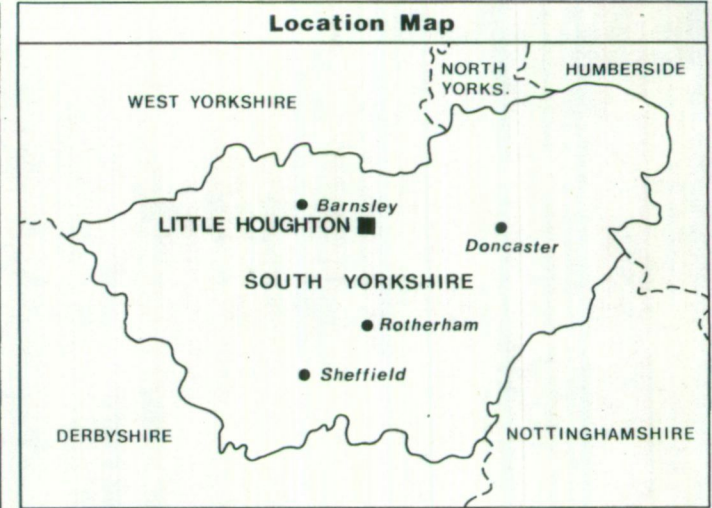 Location Map
NORTH
YORKS.
HUMBERSIDE
WEST YORKSHIRE
Barnsley
LITTLE HOUGHTON
Doncaster
SOUTH YORKSHIRE
Rotherham
Sheffield
DERBYSHIRE
NOTTINGHAMSHIRE